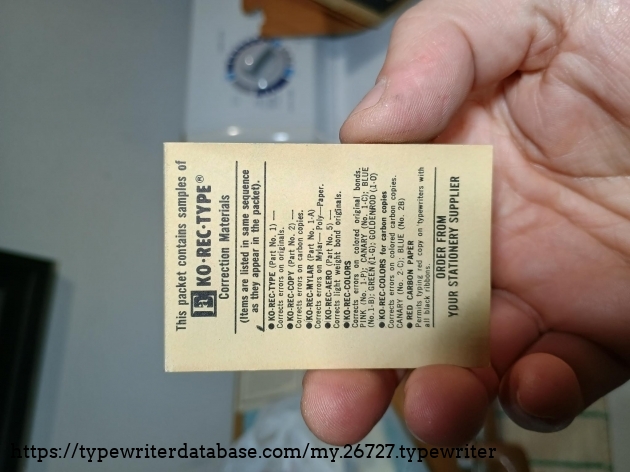 This packet contains samples of
KO-REC-TYPE®
Correction Materials
(Items are listed in same sequence
as they appear in the packet).
● KO-REC-TYPE (Part No. 1) —
Corrects errors on originals.
● KO-REC-COPY (Part No. 2) —
Corrects errors on carbon copies.
● KO-REC-MYLAR (Part No. 1-A)
Corrects errors on Mylar—Poly—Paper.
● KO-REC-AERO (Part No. 5) —
Corrects light weight bond originals.
● KO-REC-COLORS
Corrects errors on colored original bonds.
PINK (No. 1-P); CANARY (No. 1-C); BLUE
(No. 1-B); GREEN (1-G); GOLDENROD (1-O)
● KO-REC-COLORS for carbon copies
Corrects errors on colored carbon copies.
CANARY (No. 2 C); BLUE (No. 2B)
● RED CARBON PAPER
Permits typing red copy on typewriters with
all black ribbons.
ORDER FROM
YOUR STATIONERY SUPPLIER
https://typewriterdatabase.com/my.26727.typewriter